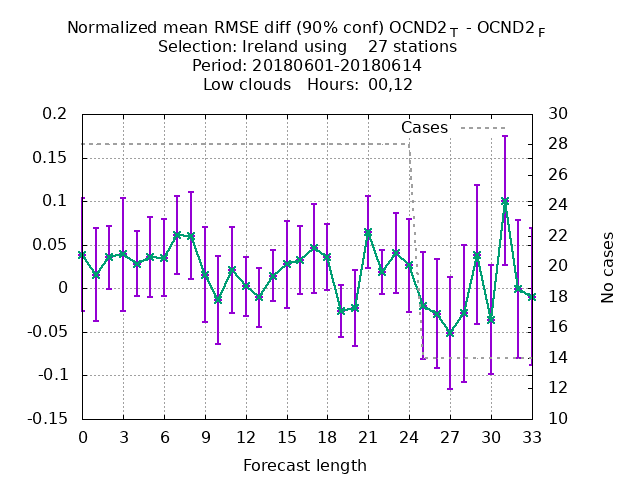 Normalized mean RMSE diff (90% conf) OCND2 T - OCND2 F
Selection: Ireland using    27 stations
Period: 20180601-20180614
Low clouds   Hours:  00,12
Cases
0.2
0.15
0.1
0.05
0
-0.05
-0.1
-0.15
30
28
26
24
22
20
18
16
14
12
10
No cases
0 3 6 9 12 15 18 21 24 27 30 33
Forecast length